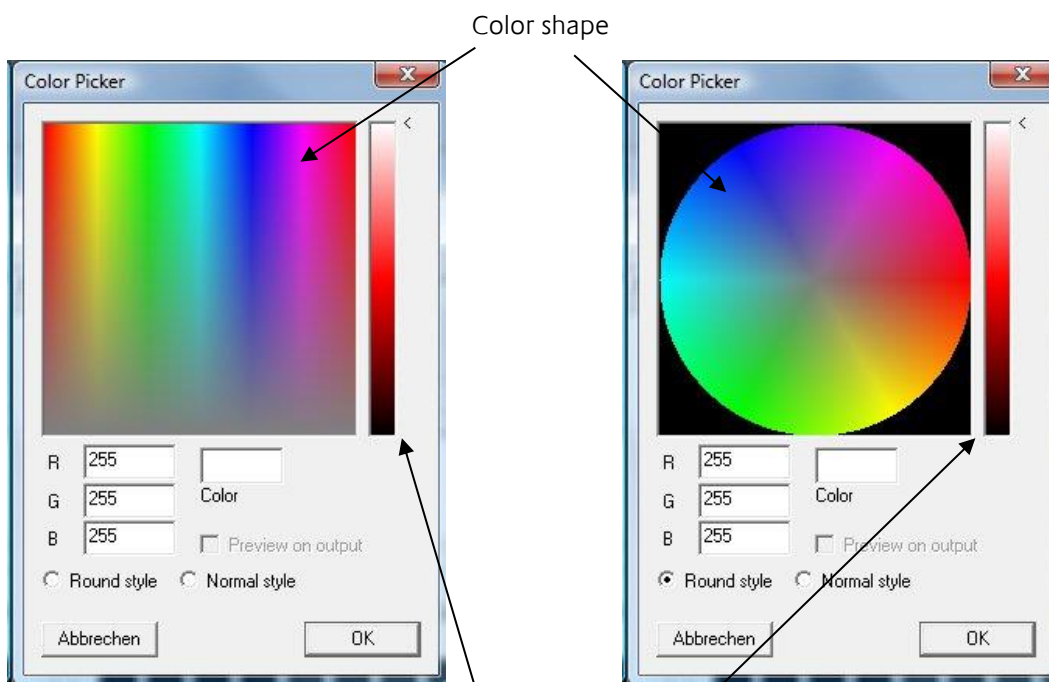 Color shape
Color Picker
<
R 255
G 255
B 255
Color
Preview on output
Round style Normal style
Abbrechen OK
Color Picker
<
R 255
G 255
B 255
Color
Preview on output
Round style Normal style
Abbrechen OK